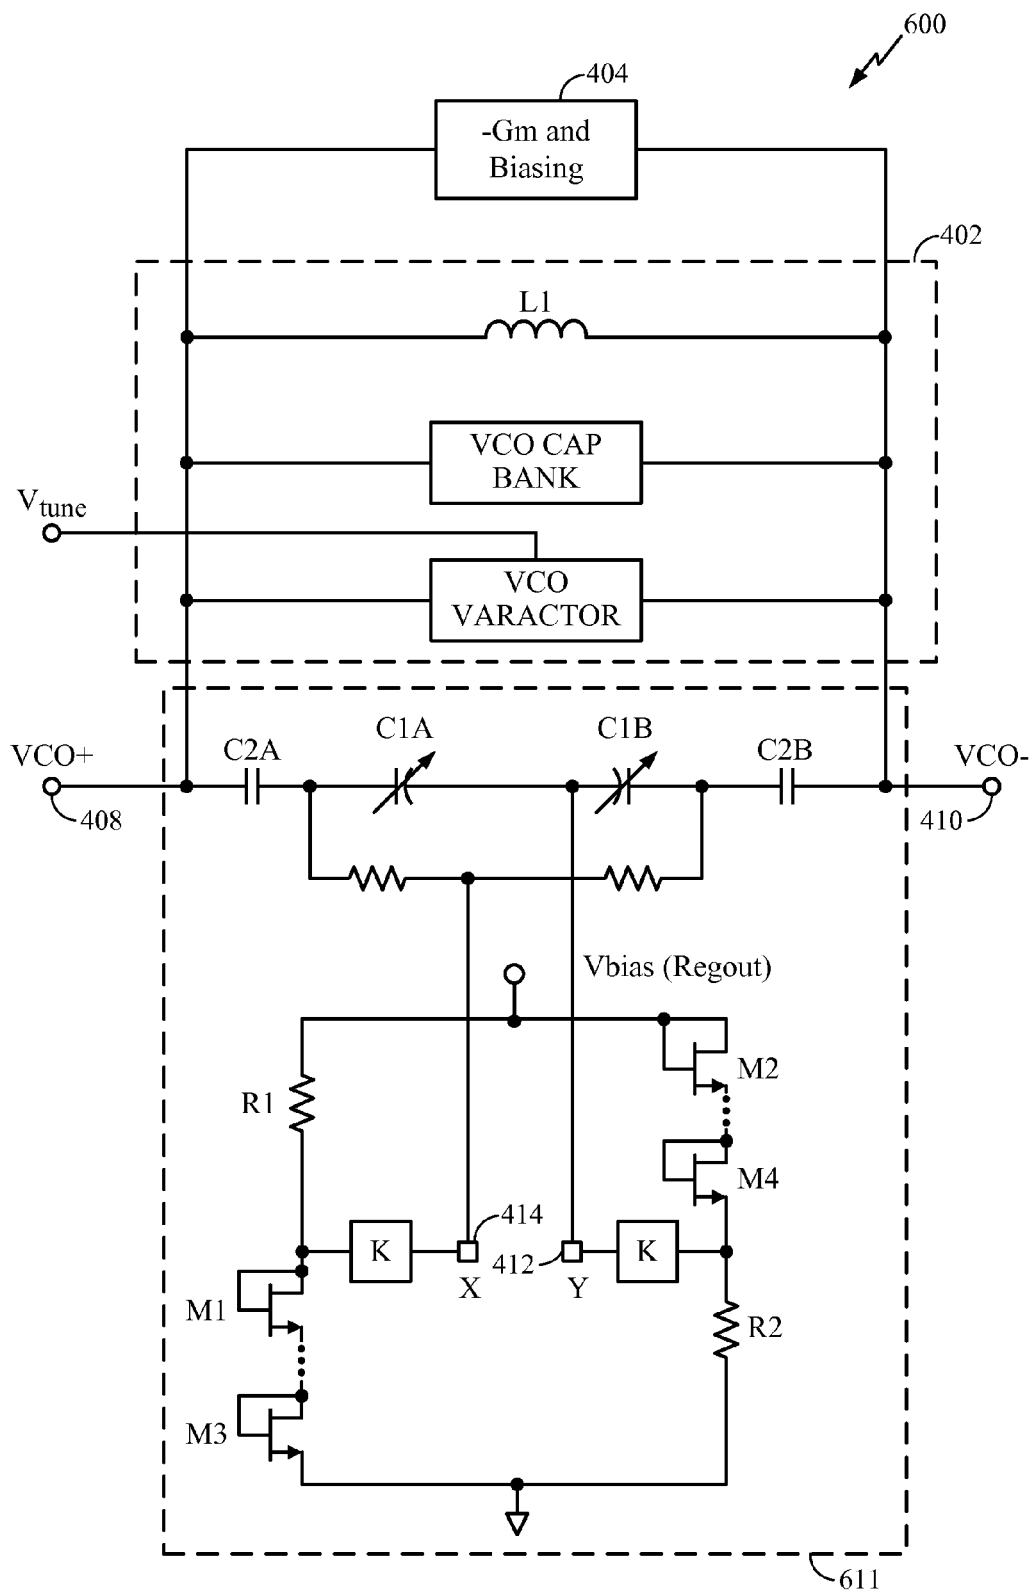 600
404
-Gm and
Biasing
402
L1
VCO CAP
BANK
Vtune
VCO
VARACTOR
VCO+
C2A
C1A
C1B
C2B
VCO-
408
410
Vbias (Regout)
R1
M2
M4
K
414
X
412
Y
K
M1
R2
M3
611